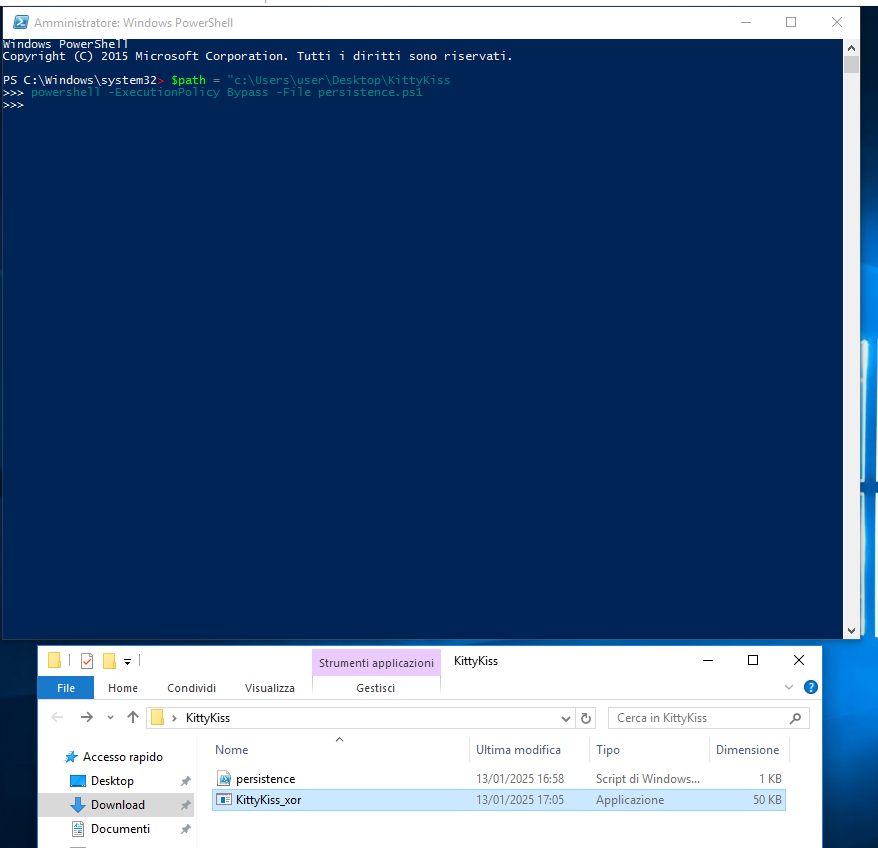 Amministratore: Windows PowerShell
Windows PowerShell
Copyright (C) 2015 Microsoft Corporation. Tutti i diritti sono riservati.
PS C:\Windows\system32> $path = "c:\Users\user\Desktop\KittyKiss
>>> powershell -ExecutionPolicy Bypass -File persistence.ps1
>>>
Strumenti applicazioni
KittyKiss
File
Home
Condividi
Visualizza
Gestisci
KittyKiss
Cerca in KittyKiss
Nome
Ultima modifica
Tipo
Dimensione
Accesso rapido
Desktop
Download
Documenti
persistence 13/01/2025 16:58 Script di Windows... 1 KB
KittyKiss_xor 13/01/2025 17:05 Applicazione 50 KB